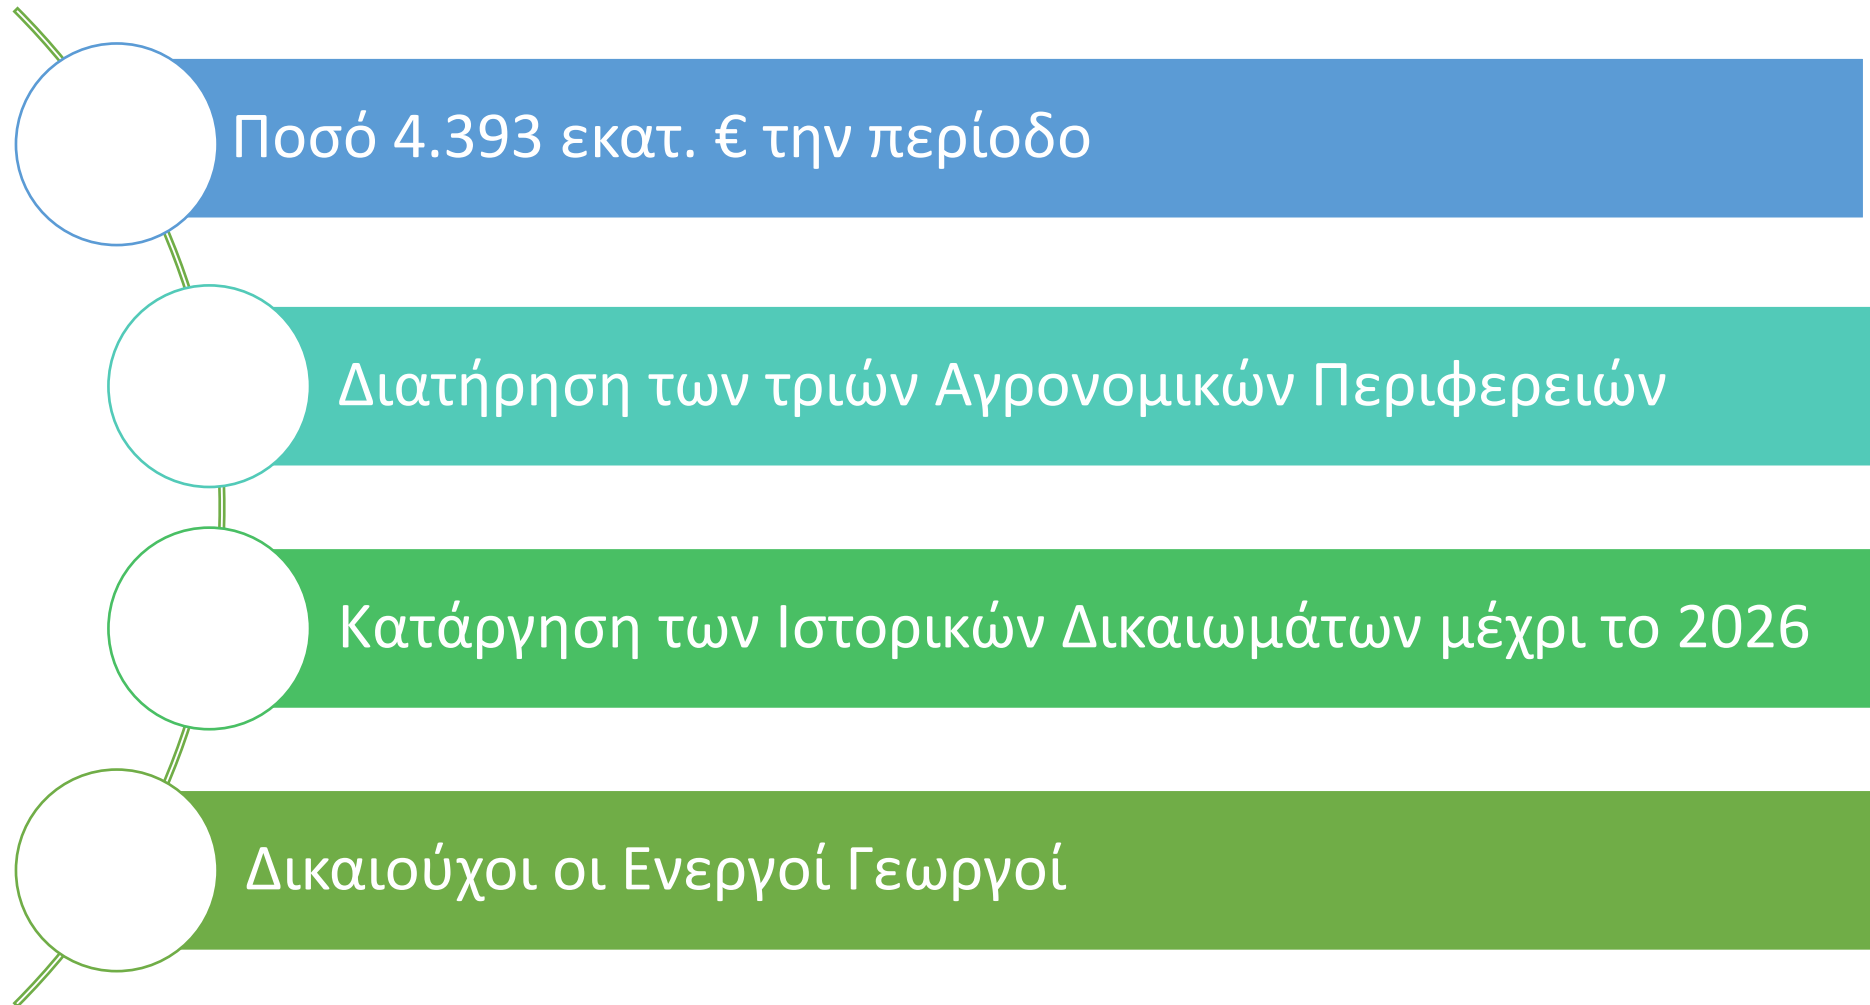 Ποσό 4.393 εκατ. € την περίοδο
Διατήρηση των τριών Αγρονομικών Περιφερειών
Κατάργηση των Ιστορικών Δικαιωμάτων μέχρι το 2026
Δικαιούχοι οι Ενεργοί Γεωργοί